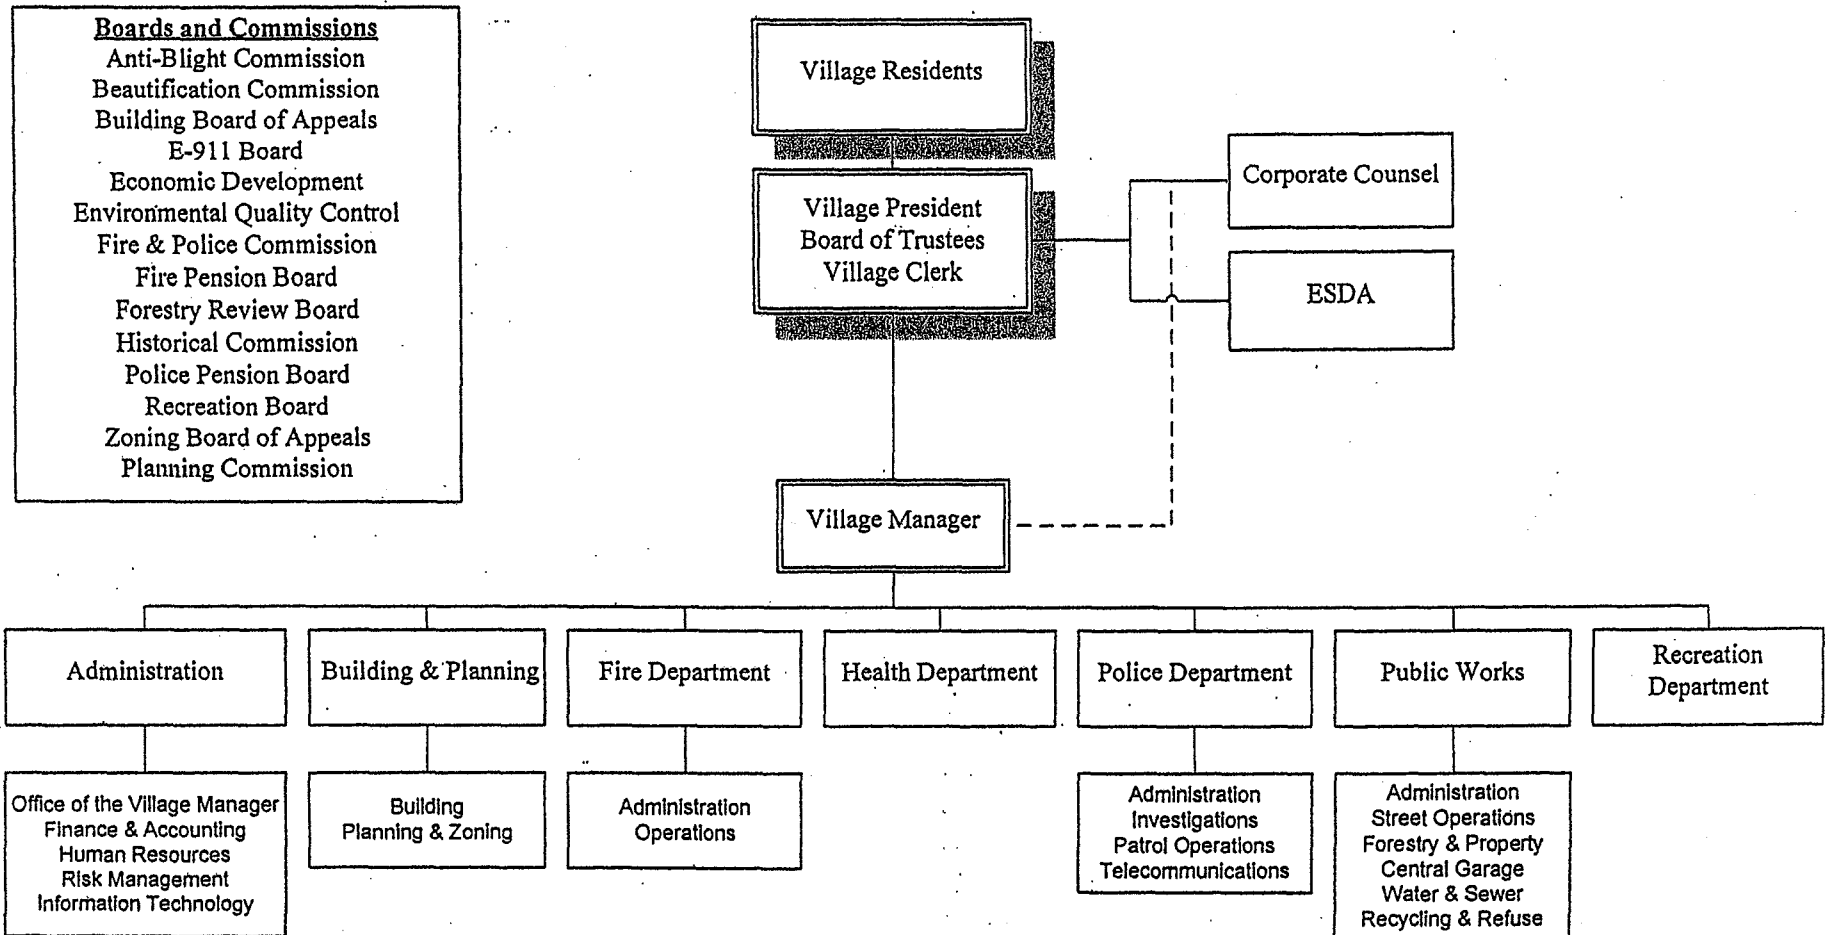 Boards and Commissions
Anti-Blight Commission
Beautification Commission
Building Board of Appeals
E-911 Board
Economic Development
Environmental Quality Control
Fire & Police Commission
Fire Pension Board
Forestry Review Board
Historical Commission
Police Pension Board
Recreation Board
Zoning Board of Appeals
Planning Commission
Village Residents
Village President
Board of Trustees
Village Clerk
Corporate Counsel
ESDA
Village Manager
Administration
Building & Planning
Fire Department
Health Department
Police Department
Public Works
Recreation
Department
Office of the Village Manager
Finance & Accounting
Human Resources
Risk Management
Information Technology
Building
Planning & Zoning
Administration
Operations
Administration
Investigations
Patrol Operations
Telecommunications
Administration
Street Operations
Forestry & Property
Central Garage
Water & Sewer
Recycling & Refuse